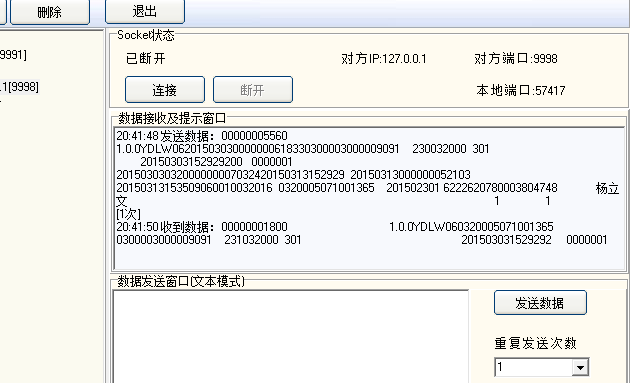 删除
退出
9991]
.1[9998]
Socket状态
已断开
对方IP:127.0.0.1
对方端口:9998
连接
断开
本地端口:57417
数据接收及提示窗口
20:41:48发送数据：00000005560
1.0.0YDLW06201503030000000618330300003000009091 230032000 301
20150303152929200 0000001
20150303032000000007032420150313152929 20150313000000052103
20150313153509060010032016 0320005071001365 201502301 6222620780003804748 杨立
文 1 1
[1次]
20:41:50收到数据：00000001800 1.0.0YDLW060320005071001365
0300003000009091 231032000 301 201503031529292 0000001
数据发送窗口(文本模式)
发送数据
重复发送次数
1